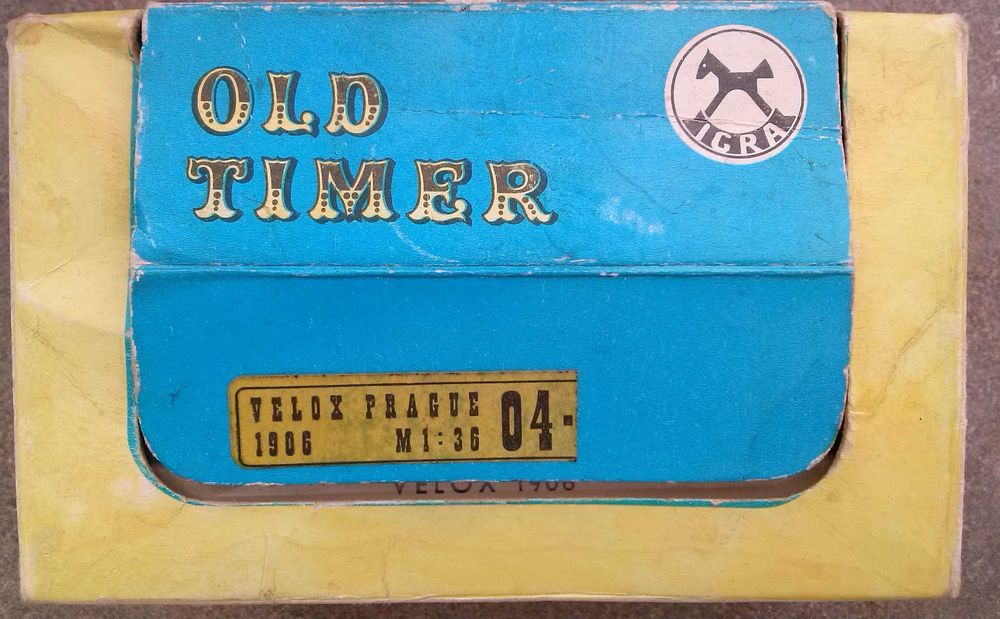 OLD
TIMER
IGRA
VELOX PRAGUE
1906 M1:36 04-
VELOX 1906